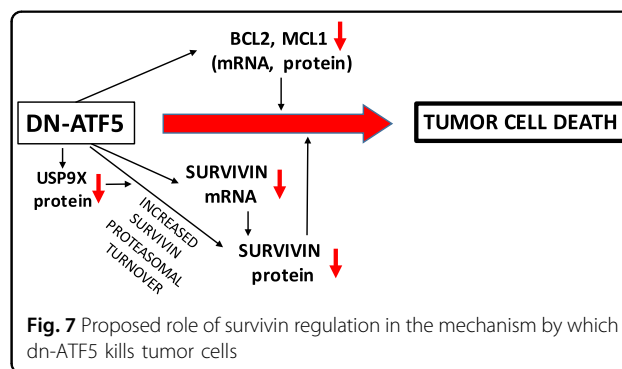 BCL2, MCL1
(mRNA, protein)
DN-ATF5
TUMOR CELL DEATH
USP9X
protein
SURVIVIN
mRNA
INCREASED
SURVIVIN
PROTEASOMAL
TURNOVER
SURVIVIN
protein
Fig. 7 Proposed role of survivin regulation in the mechanism by which
dn-ATF5 kills tumor cells